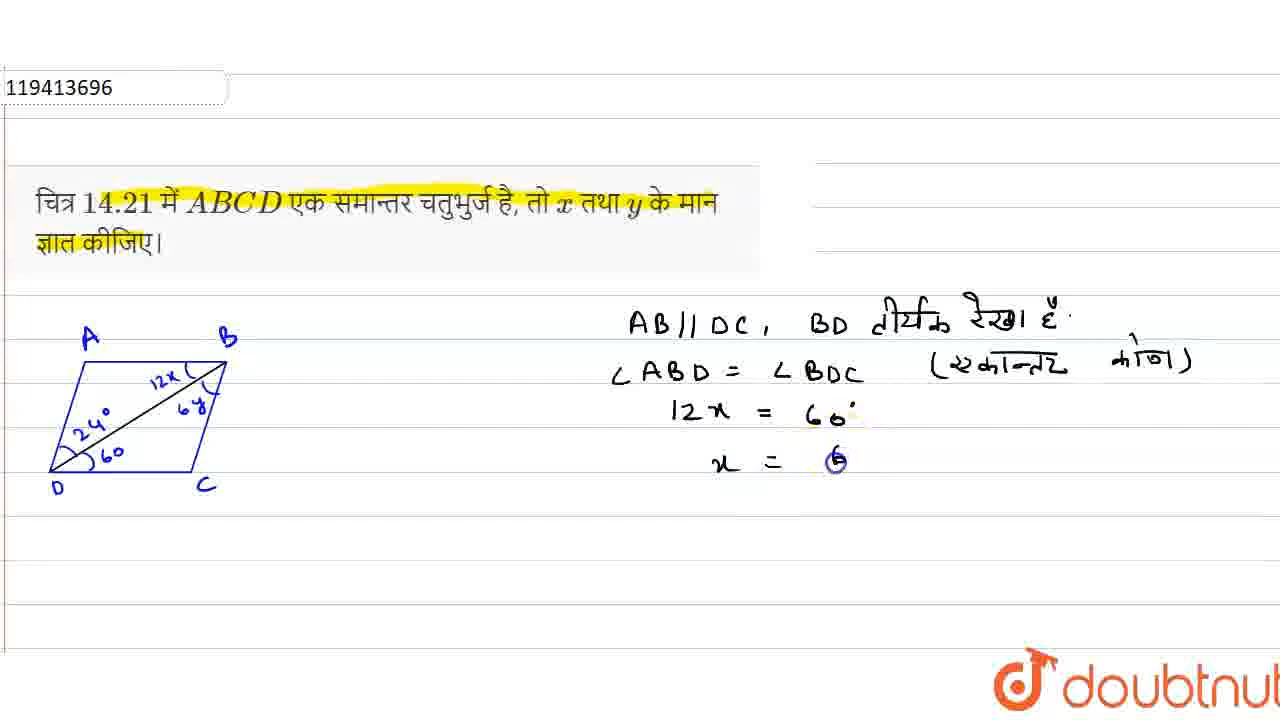 119413696
चित्र 14.21 में ABCD एक समान्तर चतुर्भुज है, तो x तथा y के मान
ज्ञात कीजिए।
A B
12x
6y
24°
60
D C
AB || DC, BD तीर्यक रेखा है.
∠ABD = ∠BDC (एकान्तर कोण)
12x = 60°
x =
doubtnut